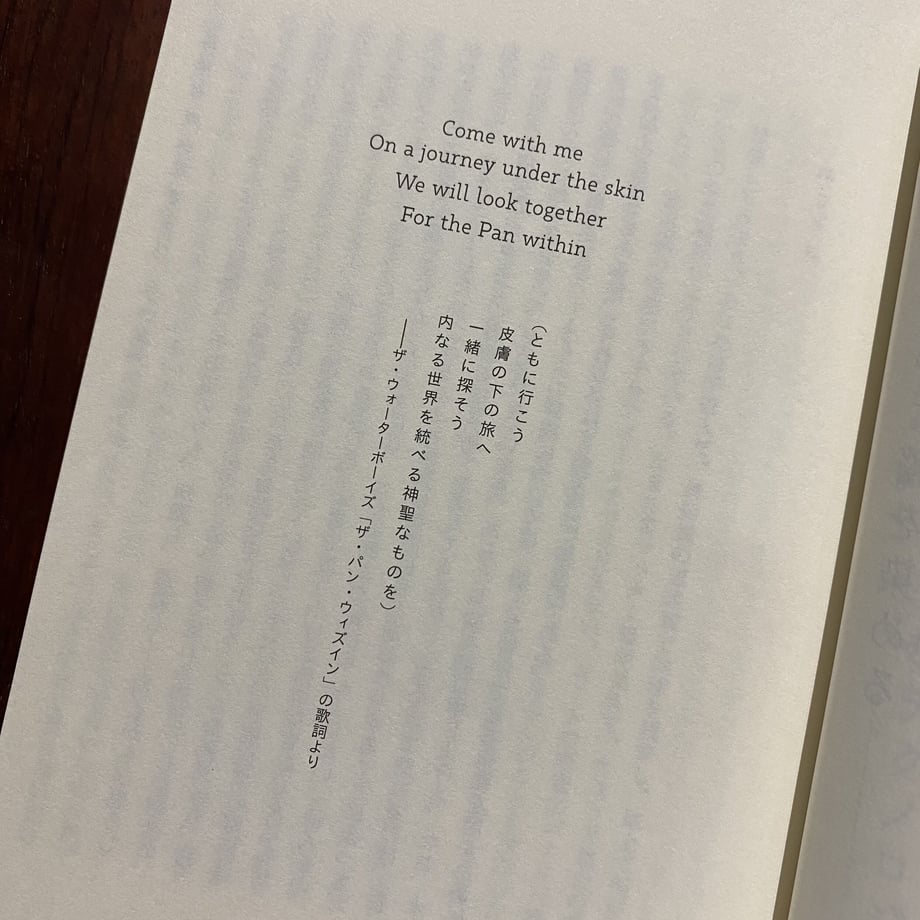 Come with me
On a journey under the skin
We will look together
For the Pan within
（ともに行こう
皮膚の下の旅へ
一緒に探そう
内なる世界を統べる神聖なものを）
――ザ・ウォーターボーイズ「ザ・パン・ウィズイン」の歌詞より